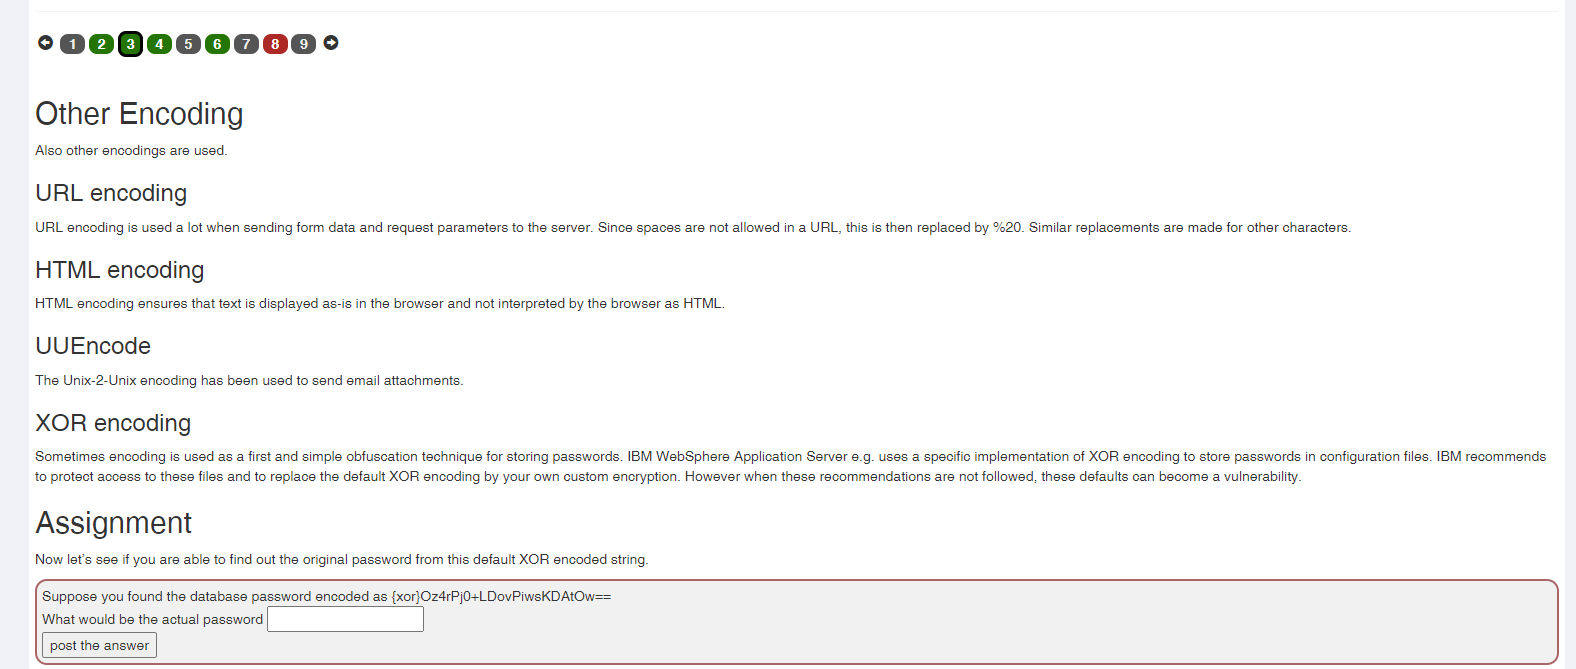 1 2 3 4 5 6 7 8 9
Other Encoding
Also other encodings are used.
URL encoding
URL encoding is used a lot when sending form data and request parameters to the server. Since spaces are not allowed in a URL, this is then replaced by %20. Similar replacements are made for other characters.
HTML encoding
HTML encoding ensures that text is displayed as-is in the browser and not interpreted by the browser as HTML.
UUEncode
The Unix-2-Unix encoding has been used to send email attachments.
XOR encoding
Sometimes encoding is used as a first and simple obfuscation technique for storing passwords. IBM WebSphere Application Server e.g. uses a specific implementation of XOR encoding to store passwords in configuration files. IBM recommends
to protect access to these files and to replace the default XOR encoding by your own custom encryption. However when these recommendations are not followed, these defaults can become a vulnerability.
Assignment
Now let's see if you are able to find out the original password from this default XOR encoded string.
Suppose you found the database password encoded as {xor}Oz4rPj0+LDovPiwsKDAtOw==
What would be the actual password
post the answer